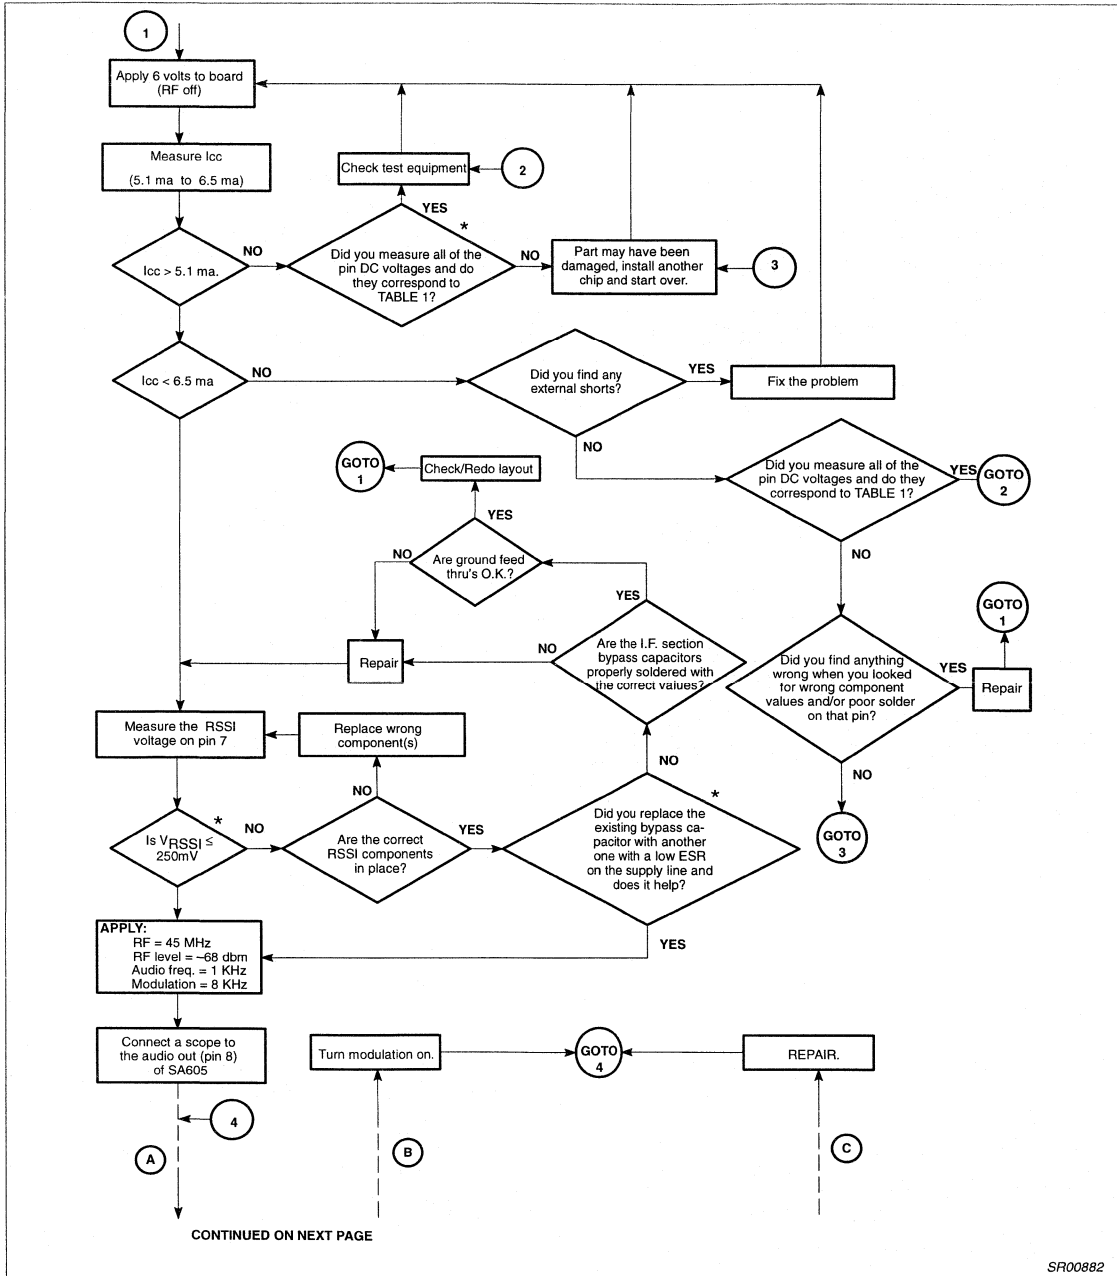 1
Apply 6 volts to board
(RF off)
Measure Icc
(5.1 ma to 6.5 ma)
Check test equipment
2
YES
*
Icc > 5.1 ma.
NO
Did you measure all of the
pin DC voltages and do
they correspond to
TABLE 1?
NO
Part may have been
damaged, install another
chip and start over.
3
Icc < 6.5 ma
NO
Did you find any
external shorts?
YES
Fix the problem
NO
GOTO
1
Check/Redo layout
Did you measure all of the
pin DC voltages and do they
correspond to TABLE 1?
YES
GOTO
2
YES
NO
Are ground feed
thru's O.K.?
NO
YES
GOTO
1
Repair
NO
Are the I.F. section
bypass capacitors
properly soldered with
the correct values?
Did you find anything
wrong when you looked
for wrong component
values and/or poor solder
on that pin?
YES
Repair
Measure the RSSI
voltage on pin 7
Replace wrong
component(s)
NO
NO
NO
*
Is VRSSI ≤
250mV
*
NO
Are the correct
RSSI components
in place?
YES
Did you replace the
existing bypass ca-
pacitor with another
one with a low ESR
on the supply line and
does it help?
GOTO
3
YES
APPLY:
RF = 45 MHz
RF level = –68 dbm
Audio freq. = 1 KHz
Modulation = 8 KHz
Connect a scope to
the audio out (pin 8)
of SA605
Turn modulation on.
GOTO
4
REPAIR.
4
A
B
C
CONTINUED ON NEXT PAGE
SR00882